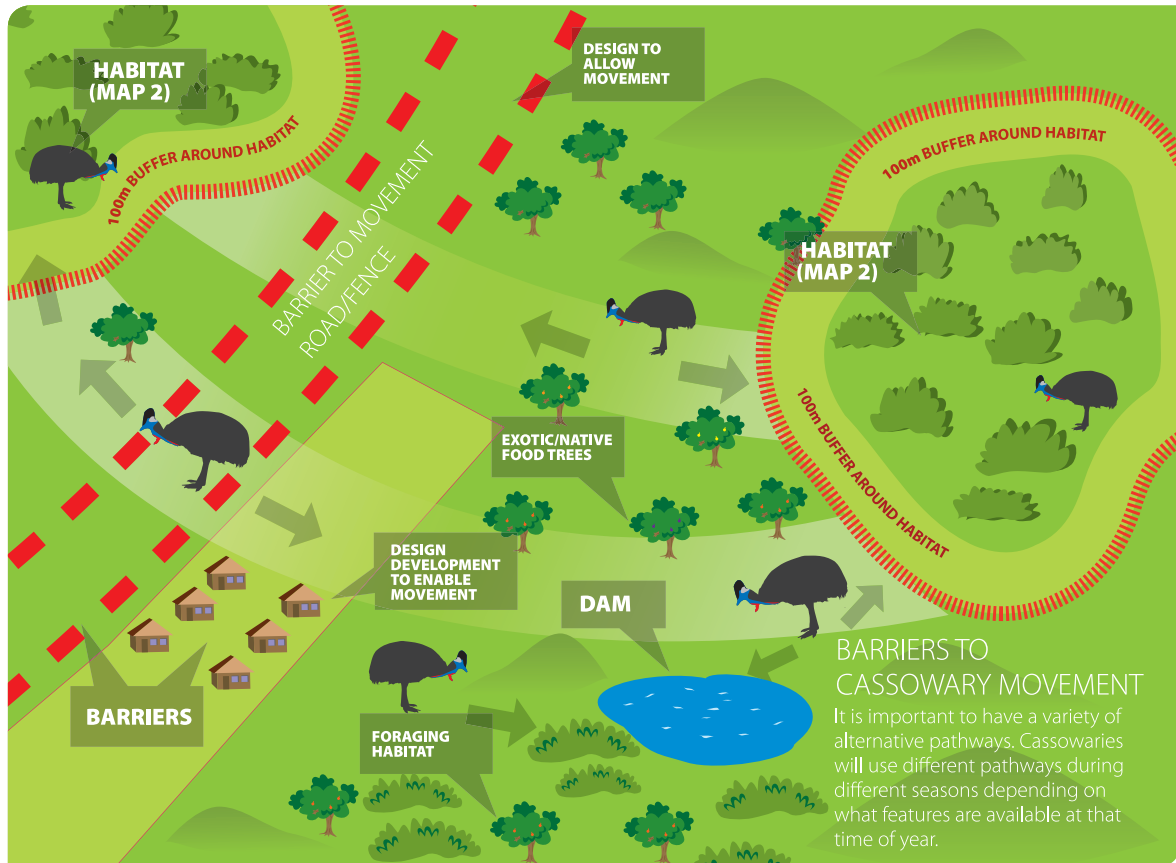 HABITAT
(MAP 2)
100m BUFFER AROUND HABITAT
DESIGN TO
ALLOW
MOVEMENT
BARRIER TO MOVEMENT
ROAD/FENCE
100m BUFFER AROUND HABITAT
HABITAT
(MAP 2)
100m BUFFER AROUND HABITAT
EXOTIC/NATIVE
FOOD TREES
DESIGN
DEVELOPMENT
TO ENABLE
MOVEMENT
DAM
BARRIERS
FORAGING
HABITAT
BARRIERS TO
CASSOWARY MOVEMENT
It is important to have a variety of
alternative pathways. Cassowaries
will use different pathways during
different seasons depending on
what features are available at that
time of year.